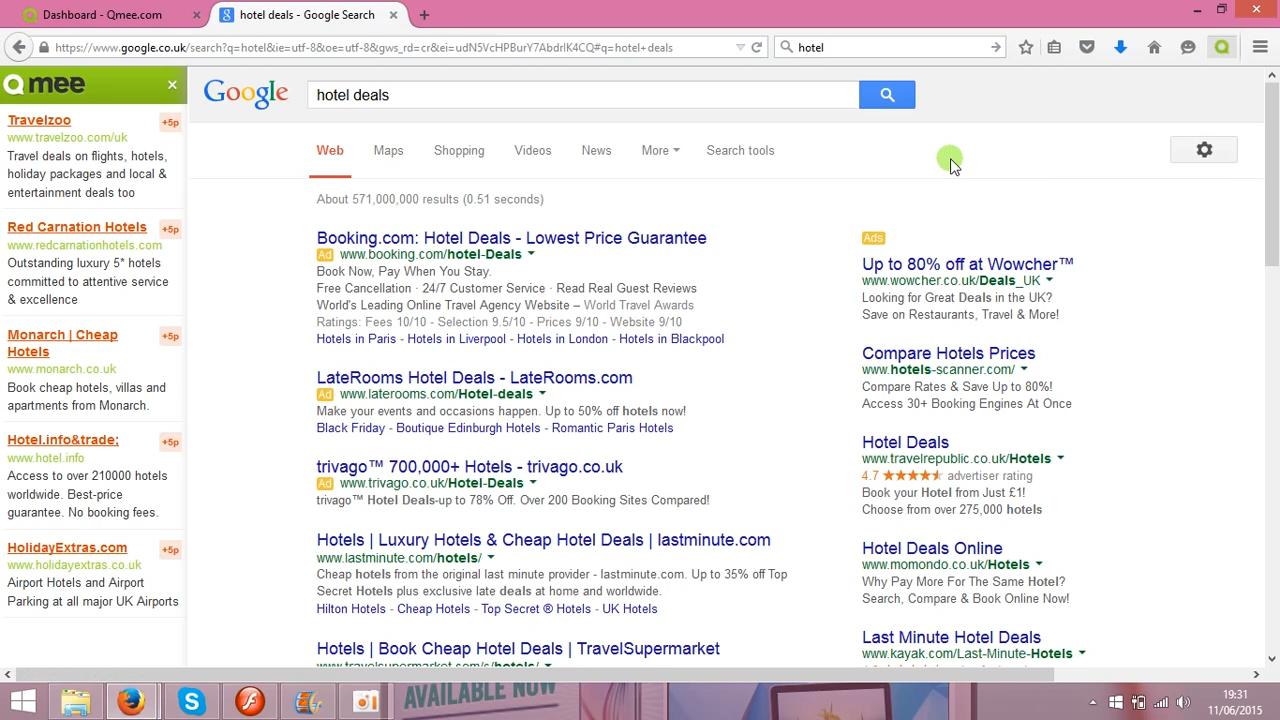 Dashboard - Qmee.com
hotel deals - Google Search
https://www.google.co.uk/search?q=hotel&ie=utf-8&oe=utf-8&gws_rd=cr&ei=udN5VcHPBurY7AbdrlK4CQ#q=hotel+deals
hotel
Qmee
Travelzoo +5p
www.travelzoo.com/uk
Travel deals on flights, hotels,
holiday packages and local &
entertainment deals too
Red Carnation Hotels +5p
www.redcarnationhotels.com
Outstanding luxury 5* hotels
committed to attentive service
& excellence
Monarch | Cheap +5p
Hotels
www.monarch.co.uk
Book cheap hotels, villas and
apartments from Monarch.
Hotel.info&trade; +5p
www.hotel.info
Access to over 210000 hotels
worldwide. Best-price
guarantee. No booking fees.
HolidayExtras.com +5p
www.holidayextras.co.uk
Airport Hotels and Airport
Parking at all major UK Airports
Google
hotel deals
Web Maps Shopping Videos News More Search tools
About 571,000,000 results (0.51 seconds)
Booking.com: Hotel Deals - Lowest Price Guarantee
Ad www.booking.com/hotel-Deals
Book Now, Pay When You Stay.
Free Cancellation · 24/7 Customer Service · Read Real Guest Reviews
World's Leading Online Travel Agency Website – World Travel Awards
Ratings: Fees 10/10 - Selection 9.5/10 - Prices 9/10 - Website 9/10
Hotels in Paris - Hotels in Liverpool - Hotels in London - Hotels in Blackpool
LateRooms Hotel Deals - LateRooms.com
Ad www.laterooms.com/Hotel-deals
Make your events and occasions happen. Up to 50% off hotels now!
Black Friday - Boutique Edinburgh Hotels - Romantic Paris Hotels
trivago™ 700,000+ Hotels - trivago.co.uk
Ad www.trivago.co.uk/Hotel-Deals
trivago™ Hotel Deals-up to 78% Off. Over 200 Booking Sites Compared!
Hotels | Luxury Hotels & Cheap Hotel Deals | lastminute.com
www.lastminute.com/hotels/
Cheap hotels from the original last minute provider - lastminute.com. Up to 35% off Top
Secret Hotels plus exclusive late deals at home and worldwide.
Hilton Hotels - Cheap Hotels - Top Secret ® Hotels - UK Hotels
Hotels | Book Cheap Hotel Deals | TravelSupermarket
www.travelsupermarket.com/c/hotels/
Ads
Up to 80% off at Wowcher™
www.wowcher.co.uk/Deals_UK
Looking for Great Deals in the UK?
Save on Restaurants, Travel & More!
Compare Hotels Prices
www.hotels-scanner.com/
Compare Rates & Save Up to 80%!
Access 30+ Booking Engines At Once
Hotel Deals
www.travelrepublic.co.uk/Hotels
4.7 advertiser rating
Book your Hotel from Just £1!
Choose from over 275,000 hotels
Hotel Deals Online
www.momondo.co.uk/Hotels
Why Pay More For The Same Hotel?
Search, Compare & Book Online Now!
Last Minute Hotel Deals
www.kayak.com/Last-Minute-Hotels
AVAILABLE NOW
19:31
11/06/2015